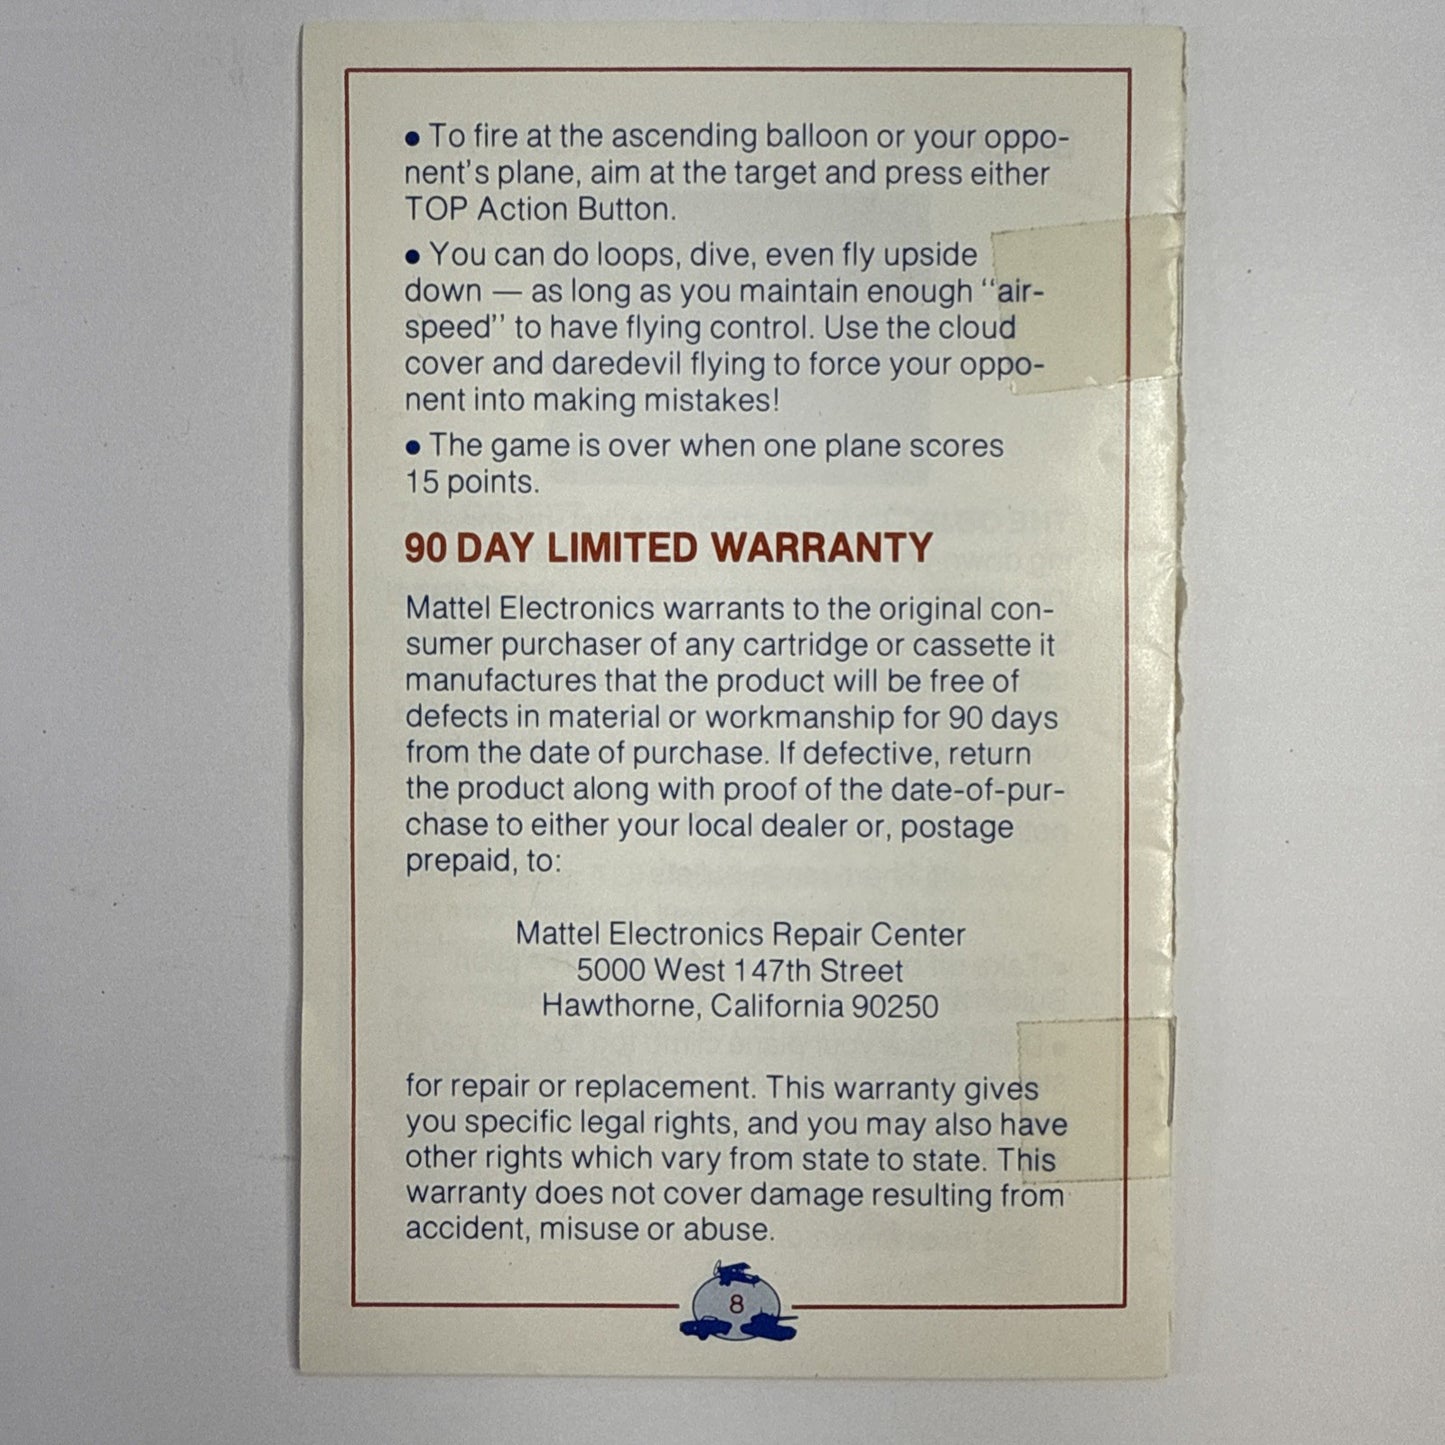 ● To fire at the ascending balloon or your oppo-
nent's plane, aim at the target and press either
TOP Action Button.
● You can do loops, dive, even fly upside
down — as long as you maintain enough ‘‘air-
speed’’ to have flying control. Use the cloud
cover and daredevil flying to force your oppo-
nent into making mistakes!
● The game is over when one plane scores
15 points.
90 DAY LIMITED WARRANTY
Mattel Electronics warrants to the original con-
sumer purchaser of any cartridge or cassette it
manufactures that the product will be free of
defects in material or workmanship for 90 days
from the date of purchase. If defective, return
the product along with proof of the date-of-pur-
chase to either your local dealer or, postage
prepaid, to:
Mattel Electronics Repair Center
5000 West 147th Street
Hawthorne, California 90250
for repair or replacement. This warranty gives
you specific legal rights, and you may also have
other rights which vary from state to state. This
warranty does not cover damage resulting from
accident, misuse or abuse.
8